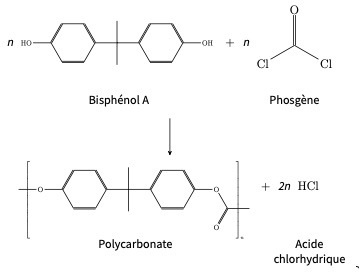 n HO OH + n O Cl Cl
Bisphénol A Phosgène
O O O n + 2n HCl
Polycarbonate Acide
chlorhydrique